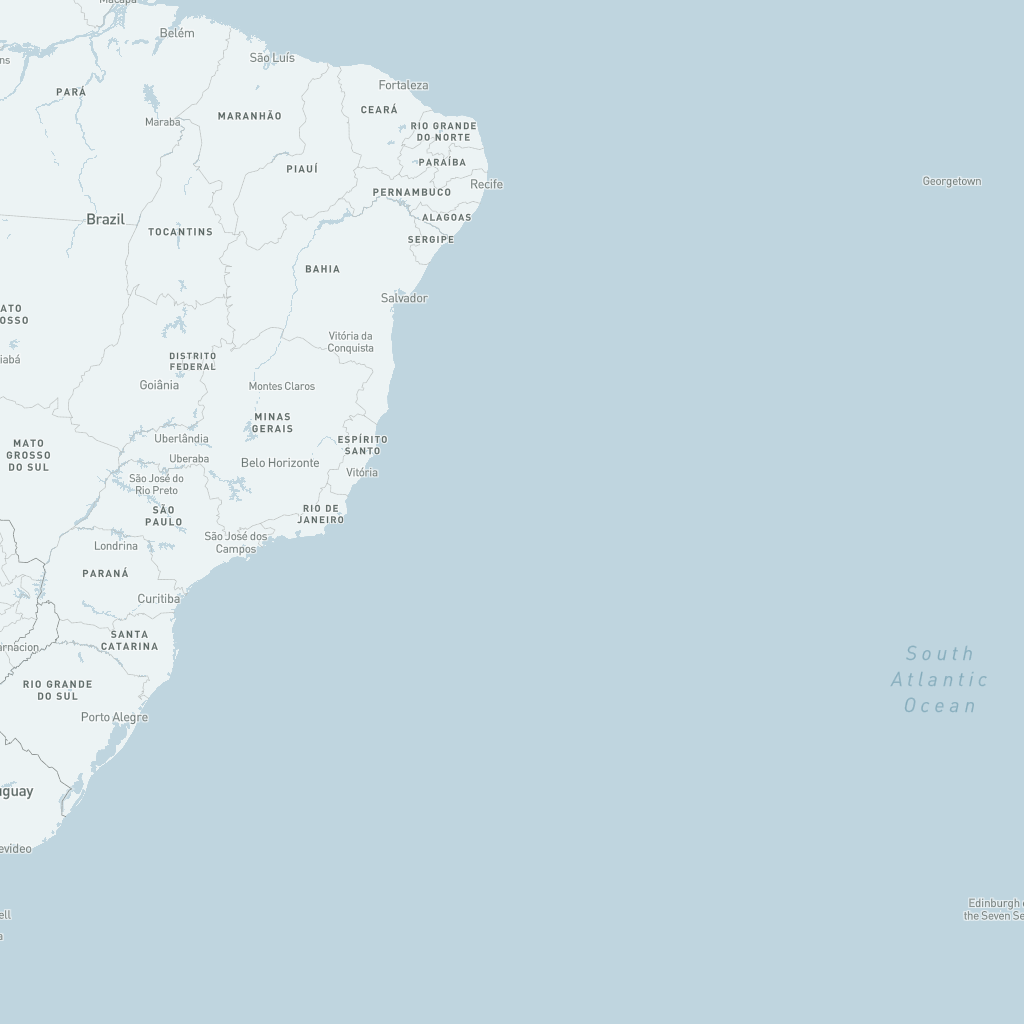 Macapá
Belém
São Luís
ns
PARÁ
Fortaleza
CEARÁ
MARANHÃO
Maraba
RIO GRANDE
DO NORTE
PARAÍBA
PIAUÍ
Recife
Georgetown
PERNAMBUCO
Brazil
ALAGOAS
TOCANTINS
SERGIPE
BAHIA
Salvador
ATO
OSSO
Vitória da
Conquista
iabá
DISTRITO
FEDERAL
Goiânia
Montes Claros
MINAS
GERAIS
Uberlândia
ESPÍRITO
SANTO
MATO
GROSSO
DO SUL
Uberaba
Belo Horizonte
Vitória
São José do
Rio Preto
SÃO
PAULO
RIO DE
JANEIRO
São José dos
Campos
Londrina
PARANÁ
Curitiba
SANTA
CATARINA
arnacion
South
Atlantic
Ocean
RIO GRANDE
DO SUL
Porto Alegre
uguay
evideo
Edinburgh
the Seven Se
ell
a